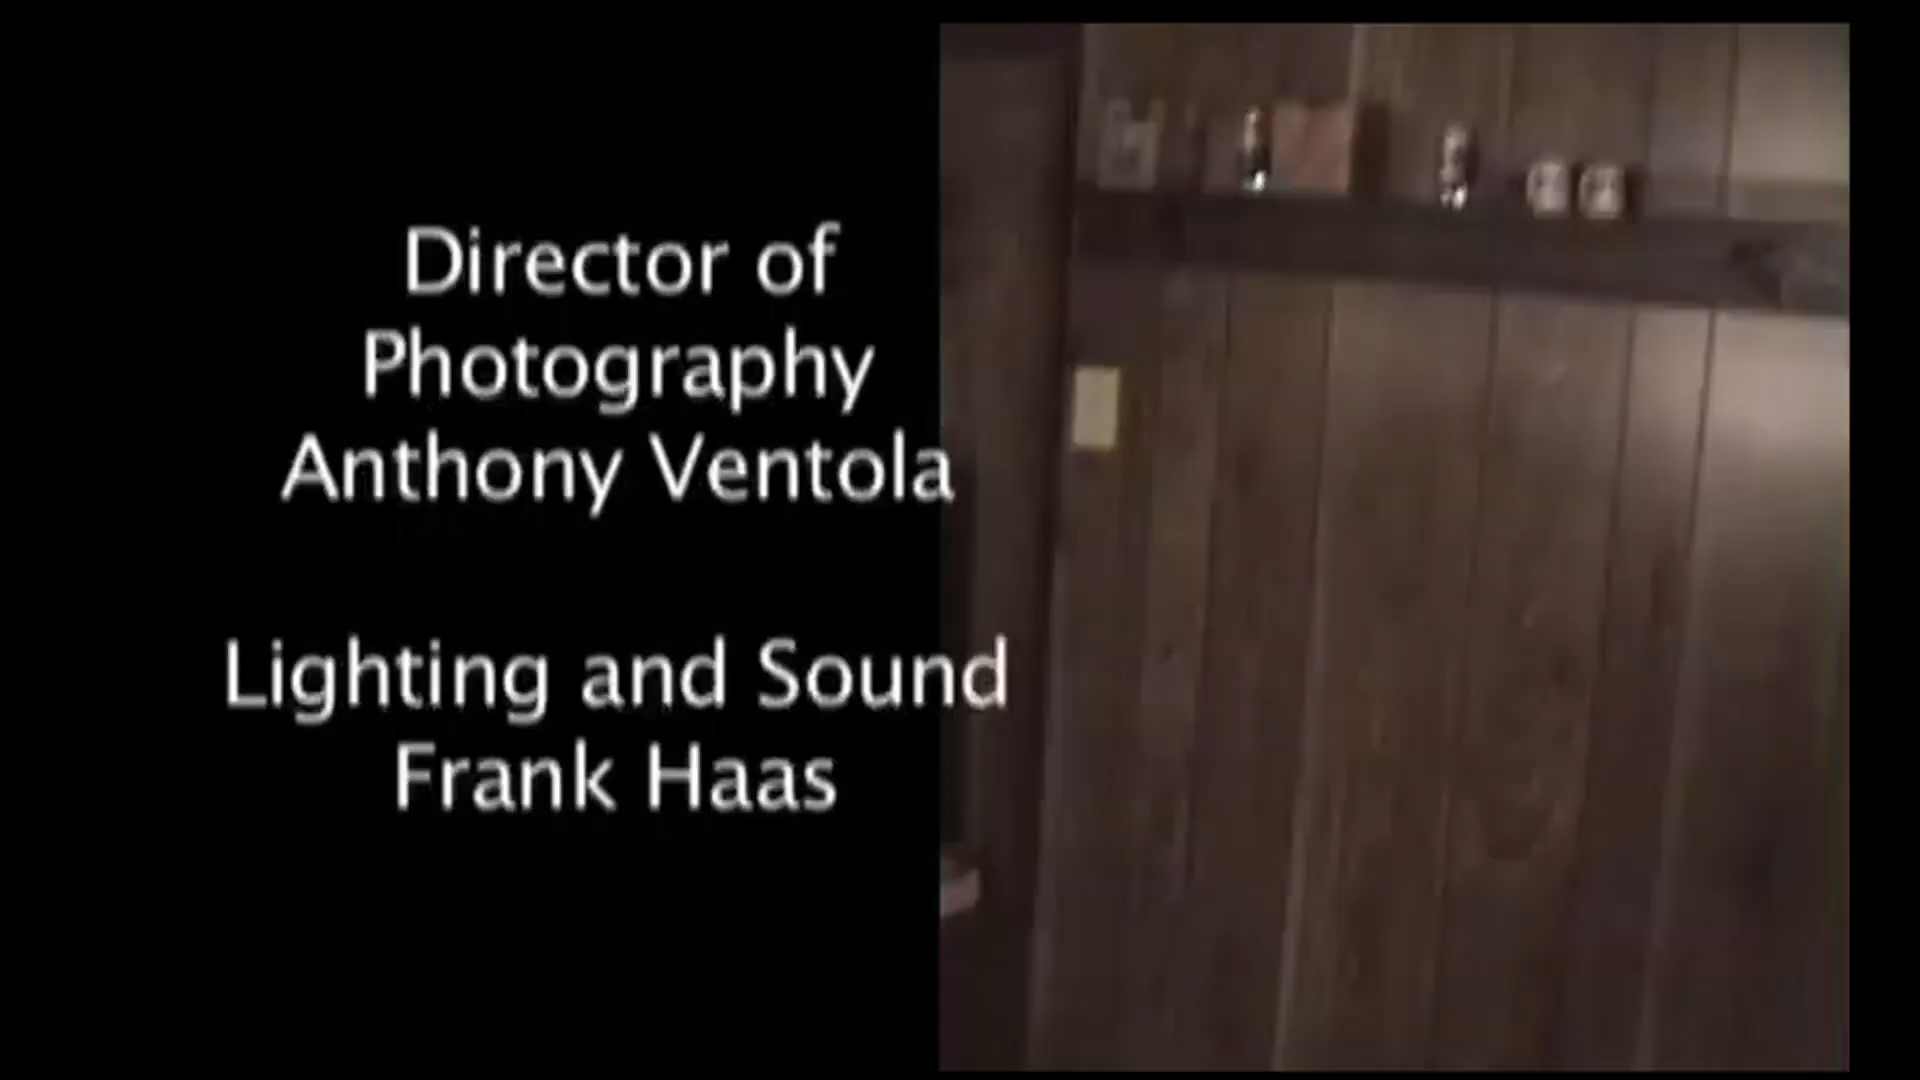 Director of
Photography
Anthony Ventola
Lighting and Sound
Frank Haas